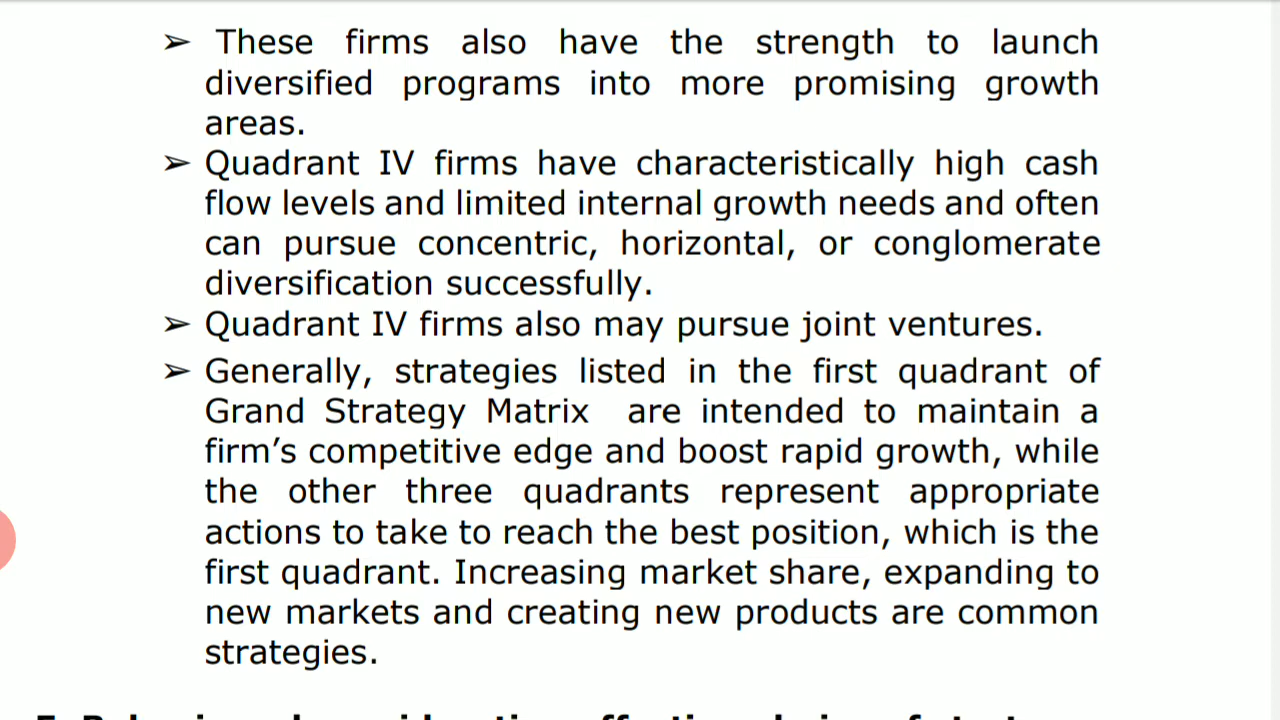 ➢ These firms also have the strength to launch
diversified programs into more promising growth
areas.
➢ Quadrant IV firms have characteristically high cash
flow levels and limited internal growth needs and often
can pursue concentric, horizontal, or conglomerate
diversification successfully.
➢ Quadrant IV firms also may pursue joint ventures.
➢ Generally, strategies listed in the first quadrant of
Grand Strategy Matrix are intended to maintain a
firm’s competitive edge and boost rapid growth, while
the other three quadrants represent appropriate
actions to take to reach the best position, which is the
first quadrant. Increasing market share, expanding to
new markets and creating new products are common
strategies.